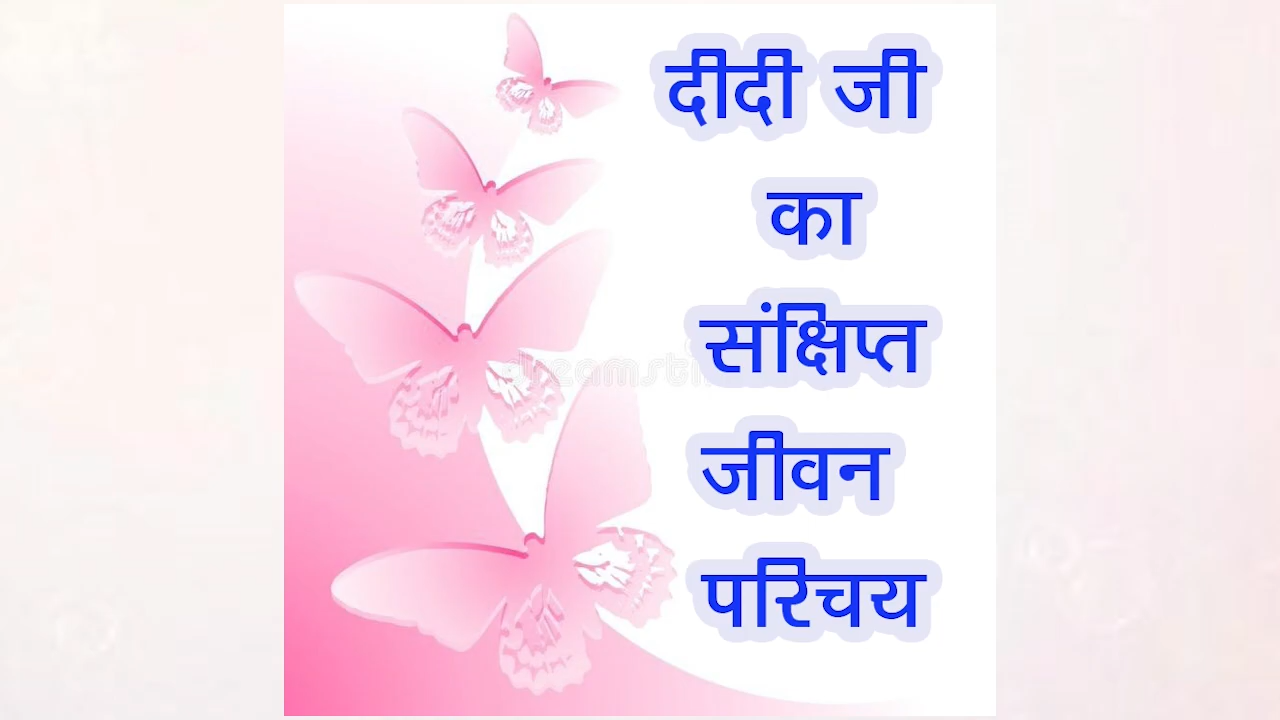 दीदी जी
का
संक्षिप्त
जीवन
परिचय